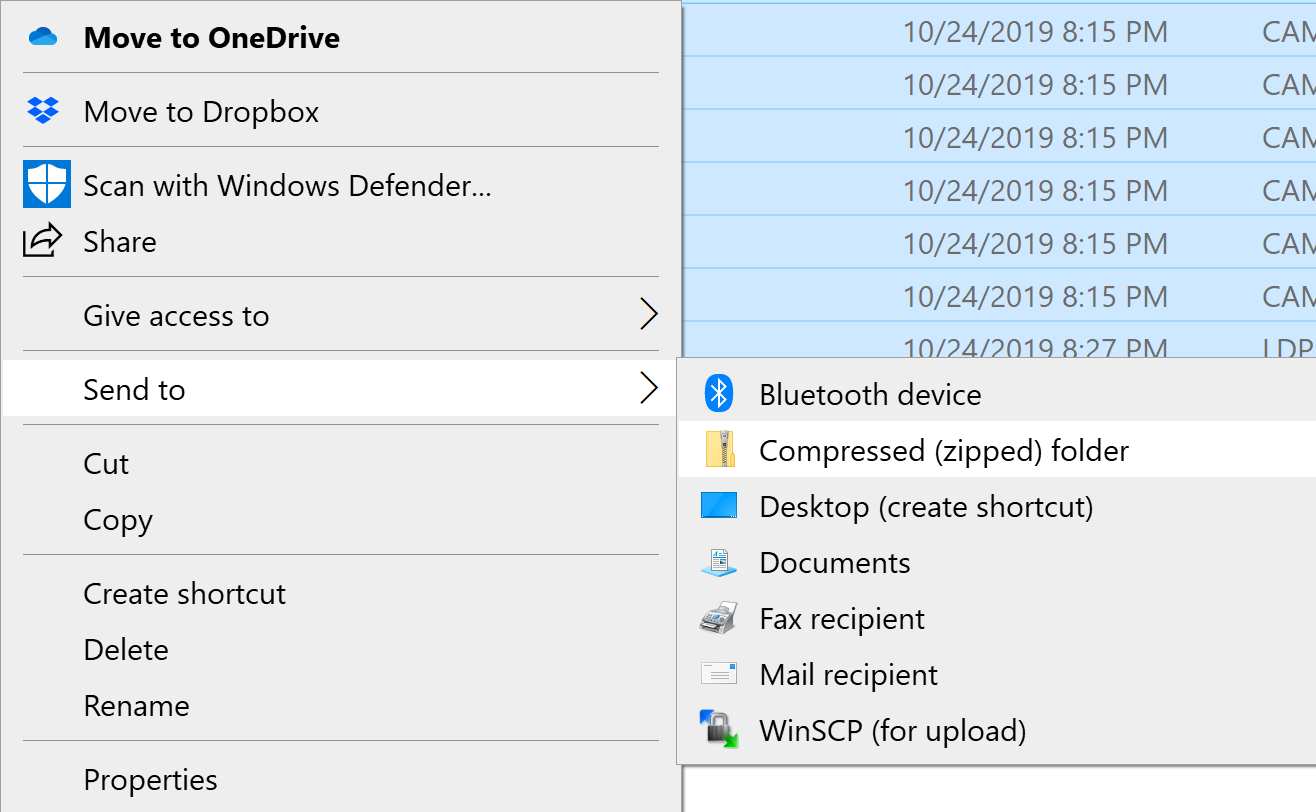 Move to OneDrive
Move to Dropbox
Scan with Windows Defender...
Share
Give access to
Send to
Cut
Copy
Create shortcut
Delete
Rename
Properties
10/24/2019 8:15 PM CAM
10/24/2019 8:15 PM CAM
10/24/2019 8:15 PM CAM
10/24/2019 8:15 PM CAM
10/24/2019 8:15 PM CAM
10/24/2019 8:15 PM CAM
10/24/2019 8:27 PM LDP
Bluetooth device
Compressed (zipped) folder
Desktop (create shortcut)
Documents
Fax recipient
Mail recipient
WinSCP (for upload)